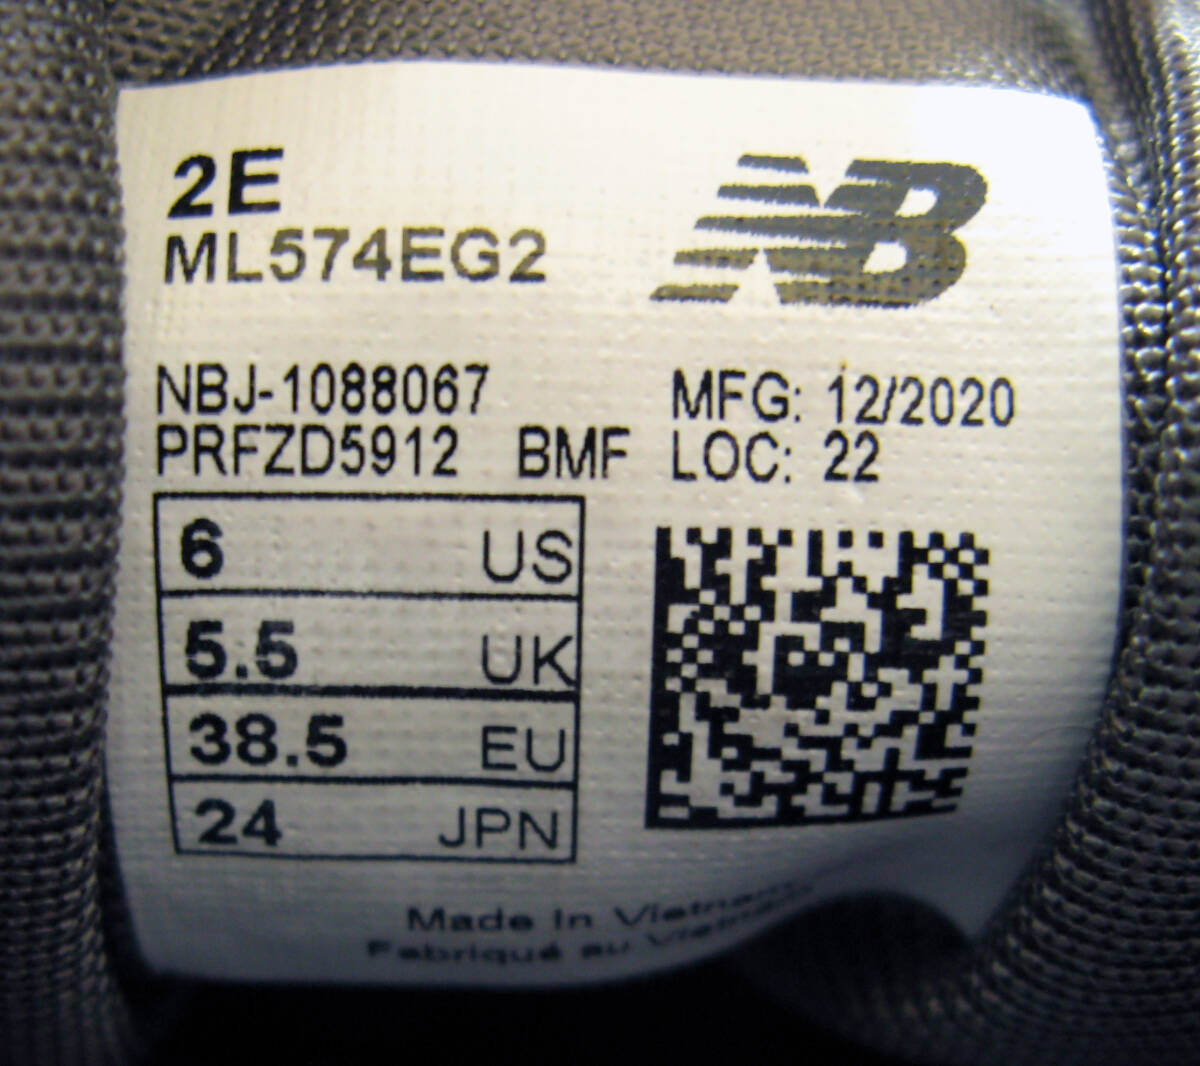 2E
ML574EG2
NB
NBJ-1088067
PRFZD5912 BMF
MFG: 12/2020
LOC: 22
6 US
5.5 UK
38.5 EU
24 JPN
Made In Vietnam
Fabriqué au Vietnam